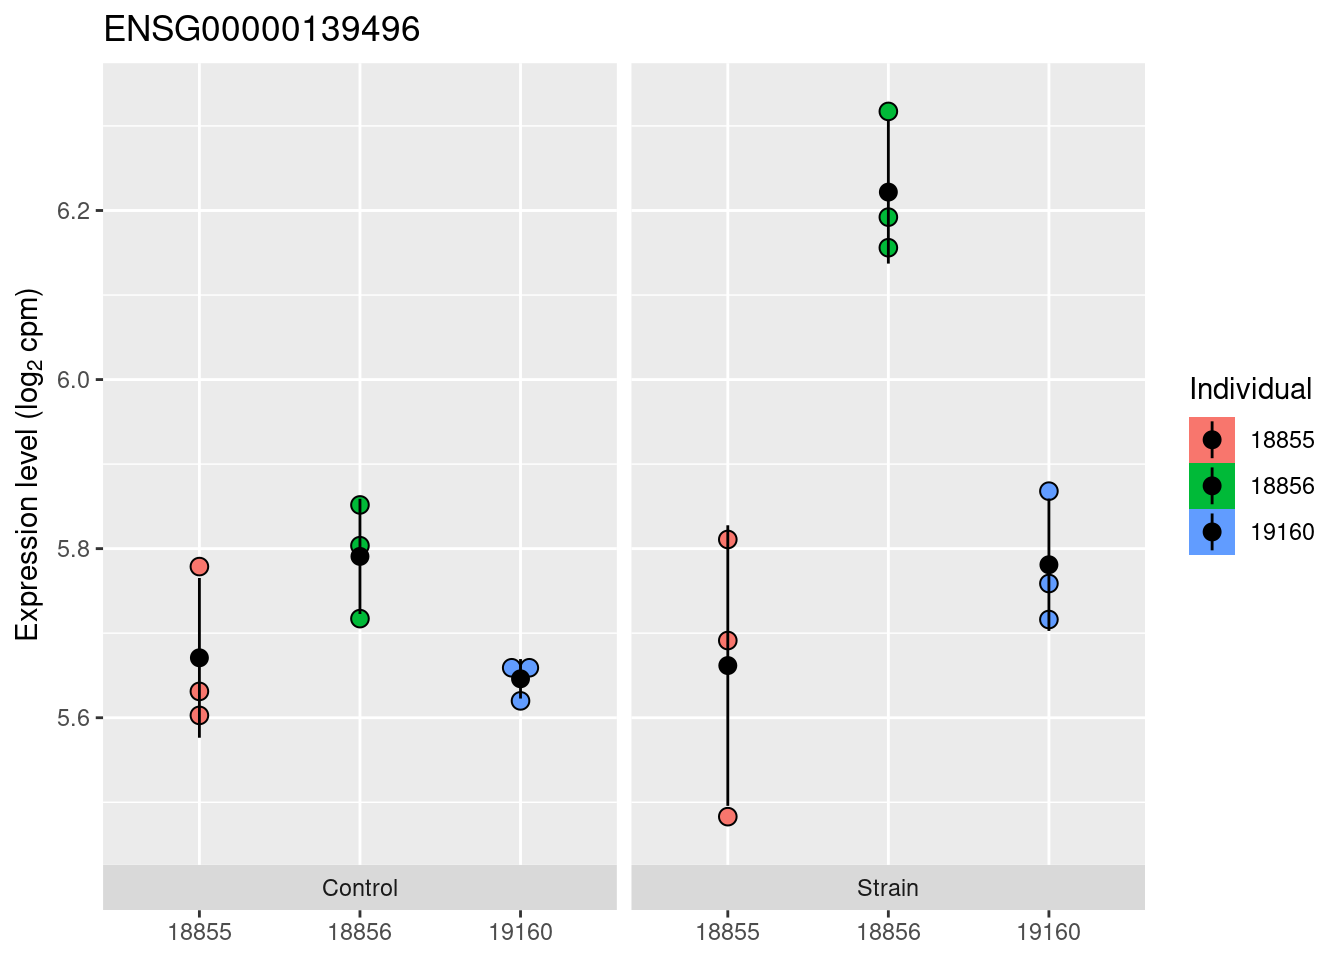 ENSG00000139496
Expression level (log₂ cpm)
6.2
6.0
5.8
5.6
Control
Strain
18855
18856
19160
18855
18856
19160
Individual
18855
18856
19160